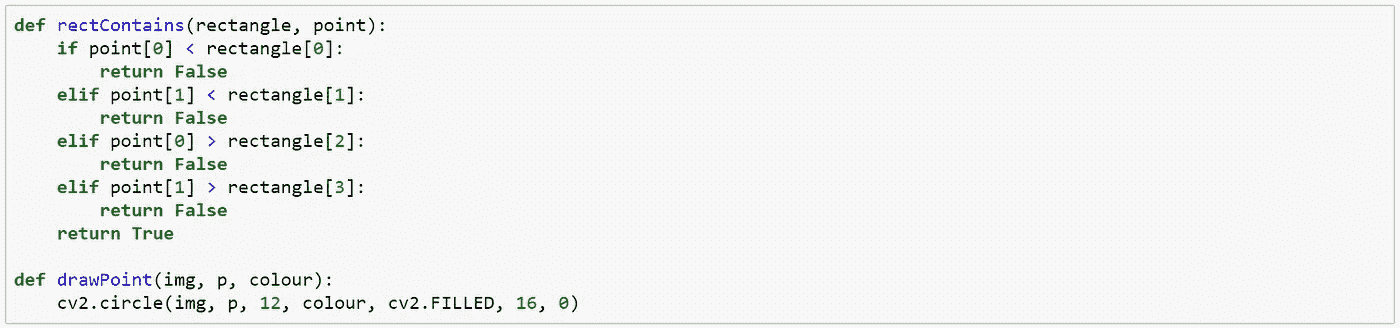 def rectContains(rectangle, point):
    if point[0] < rectangle[0]:
        return False
    elif point[1] < rectangle[1]:
        return False
    elif point[0] > rectangle[2]:
        return False
    elif point[1] > rectangle[3]:
        return False
    return True

def drawPoint(img, p, colour):
    cv2.circle(img, p, 12, colour, cv2.FILLED, 16, 0)